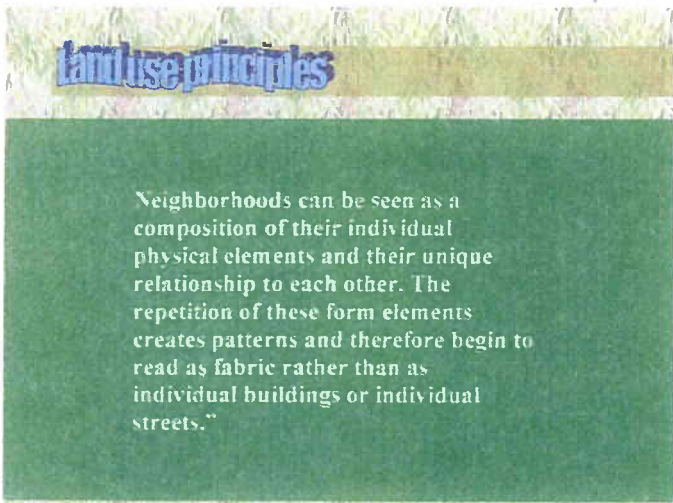 land use principles
Neighborhoods can be seen as a
composition of their individual
physical elements and their unique
relationship to each other. The
repetition of these form elements
creates patterns and therefore begin to
read as fabric rather than as
individual buildings or individual
streets.”